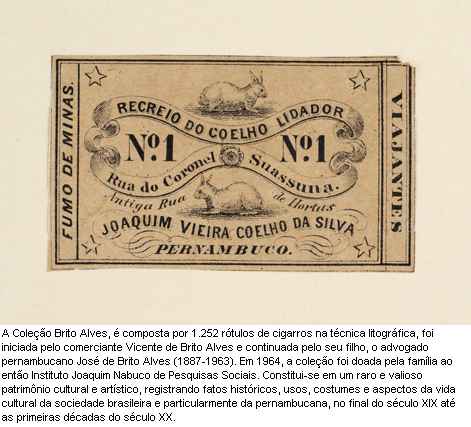 FUMO DE MINAS.
RECREIO DO COELHO LIDADOR
Nº.1 Nº.1
Rua do Coronel Suassuna.
Antiga Rua de Hortas
JOAQUIM VIEIRA COELHO DA SILVA
PERNAMBUCO.
VIAJANTES
A Coleção Brito Alves, é composta por 1.252 rótulos de cigarros na técnica litográfica, foi
iniciada pelo comerciante Vicente de Brito Alves e continuada pelo seu filho, o advogado
pernambucano José de Brito Alves (1887-1963). Em 1964, a coleção foi doada pela família ao
então Instituto Joaquim Nabuco de Pesquisas Sociais. Constitui-se em um raro e valioso
patrimônio cultural e artístico, registrando fatos históricos, usos, costumes e aspectos da vida
cultural da sociedade brasileira e particularmente da pernambucana, no final do século XIX até
as primeiras décadas do século XX.